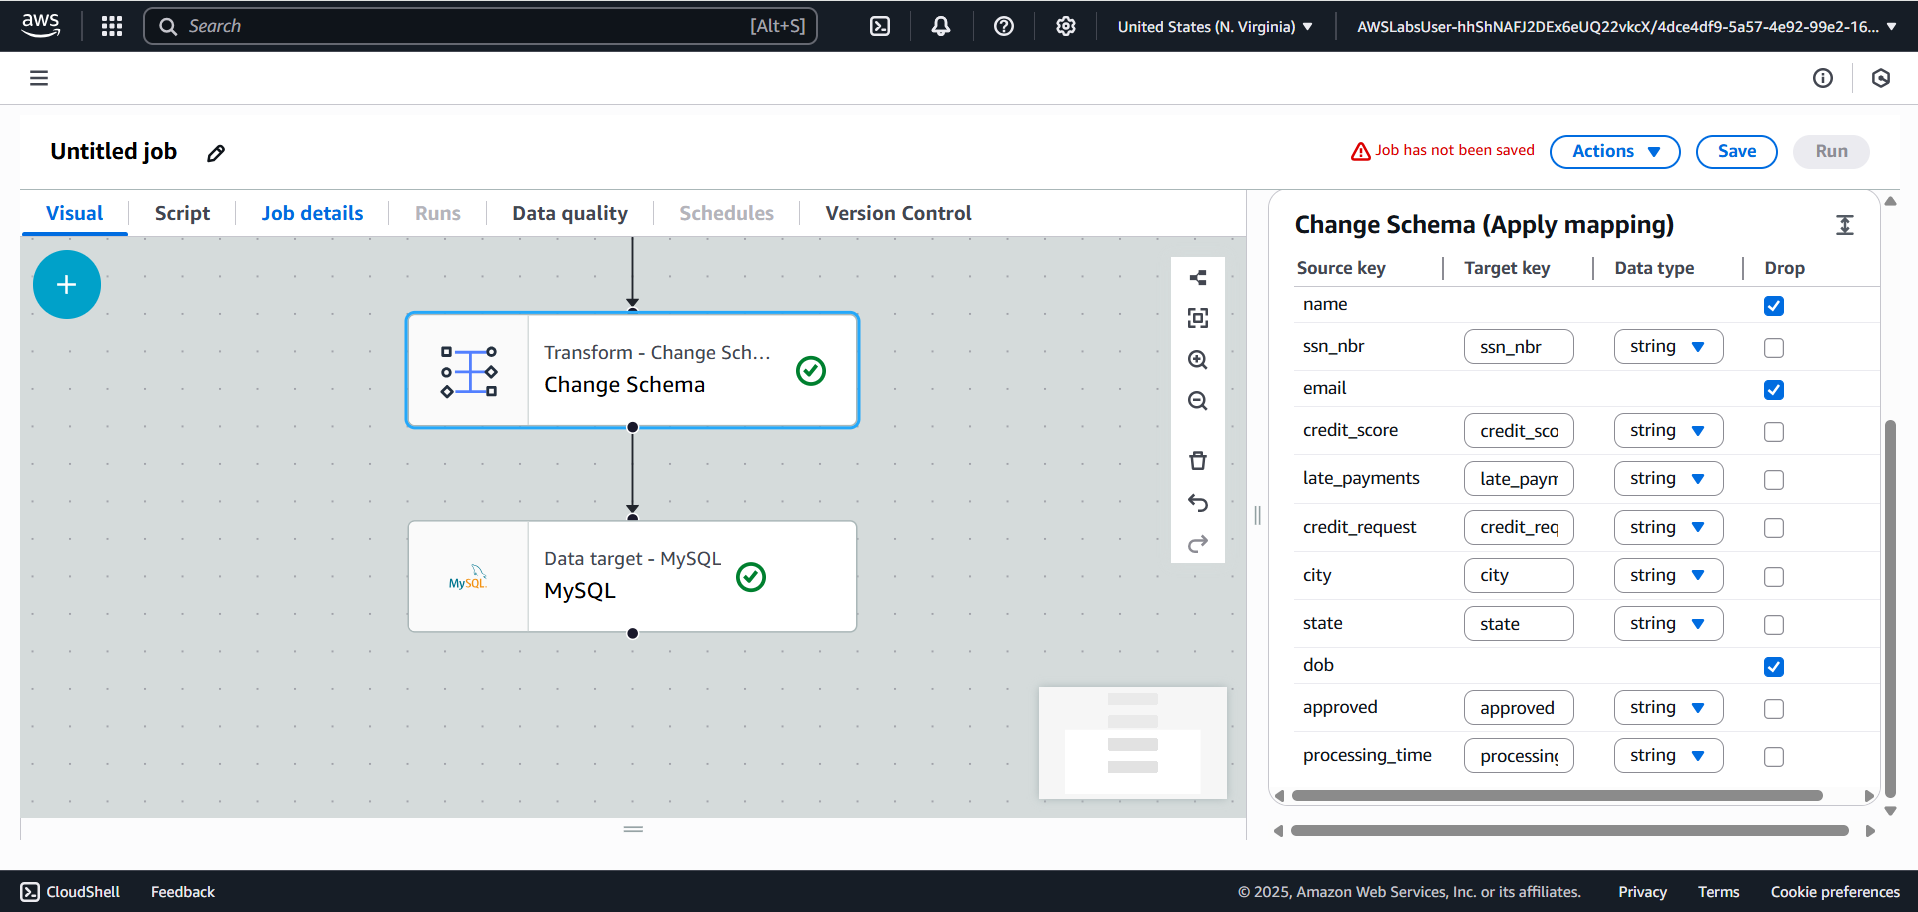 aws
Search
[Alt+S]
United States (N. Virginia)
AWSLabsUser-hhShNAFJ2DEx6eUQ22vkcX/4dce4df9-5a57-4e92-99e2-16...
Untitled job
Job has not been saved
Actions
Save
Run
Visual
Script
Job details
Runs
Data quality
Schedules
Version Control
Transform - Change Sch...
Change Schema
MySQL
Data target - MySQL
MySQL
Change Schema (Apply mapping)
Source key
Target key
Data type
Drop
name
ssn_nbr
ssn_nbr
string
email
credit_score
credit_sco
string
late_payments
late_paym
string
credit_request
credit_req
string
city
city
string
state
state
string
dob
approved
approved
string
processing_time
processing
string
CloudShell
Feedback
© 2025, Amazon Web Services, Inc. or its affiliates.
Privacy
Terms
Cookie preferences